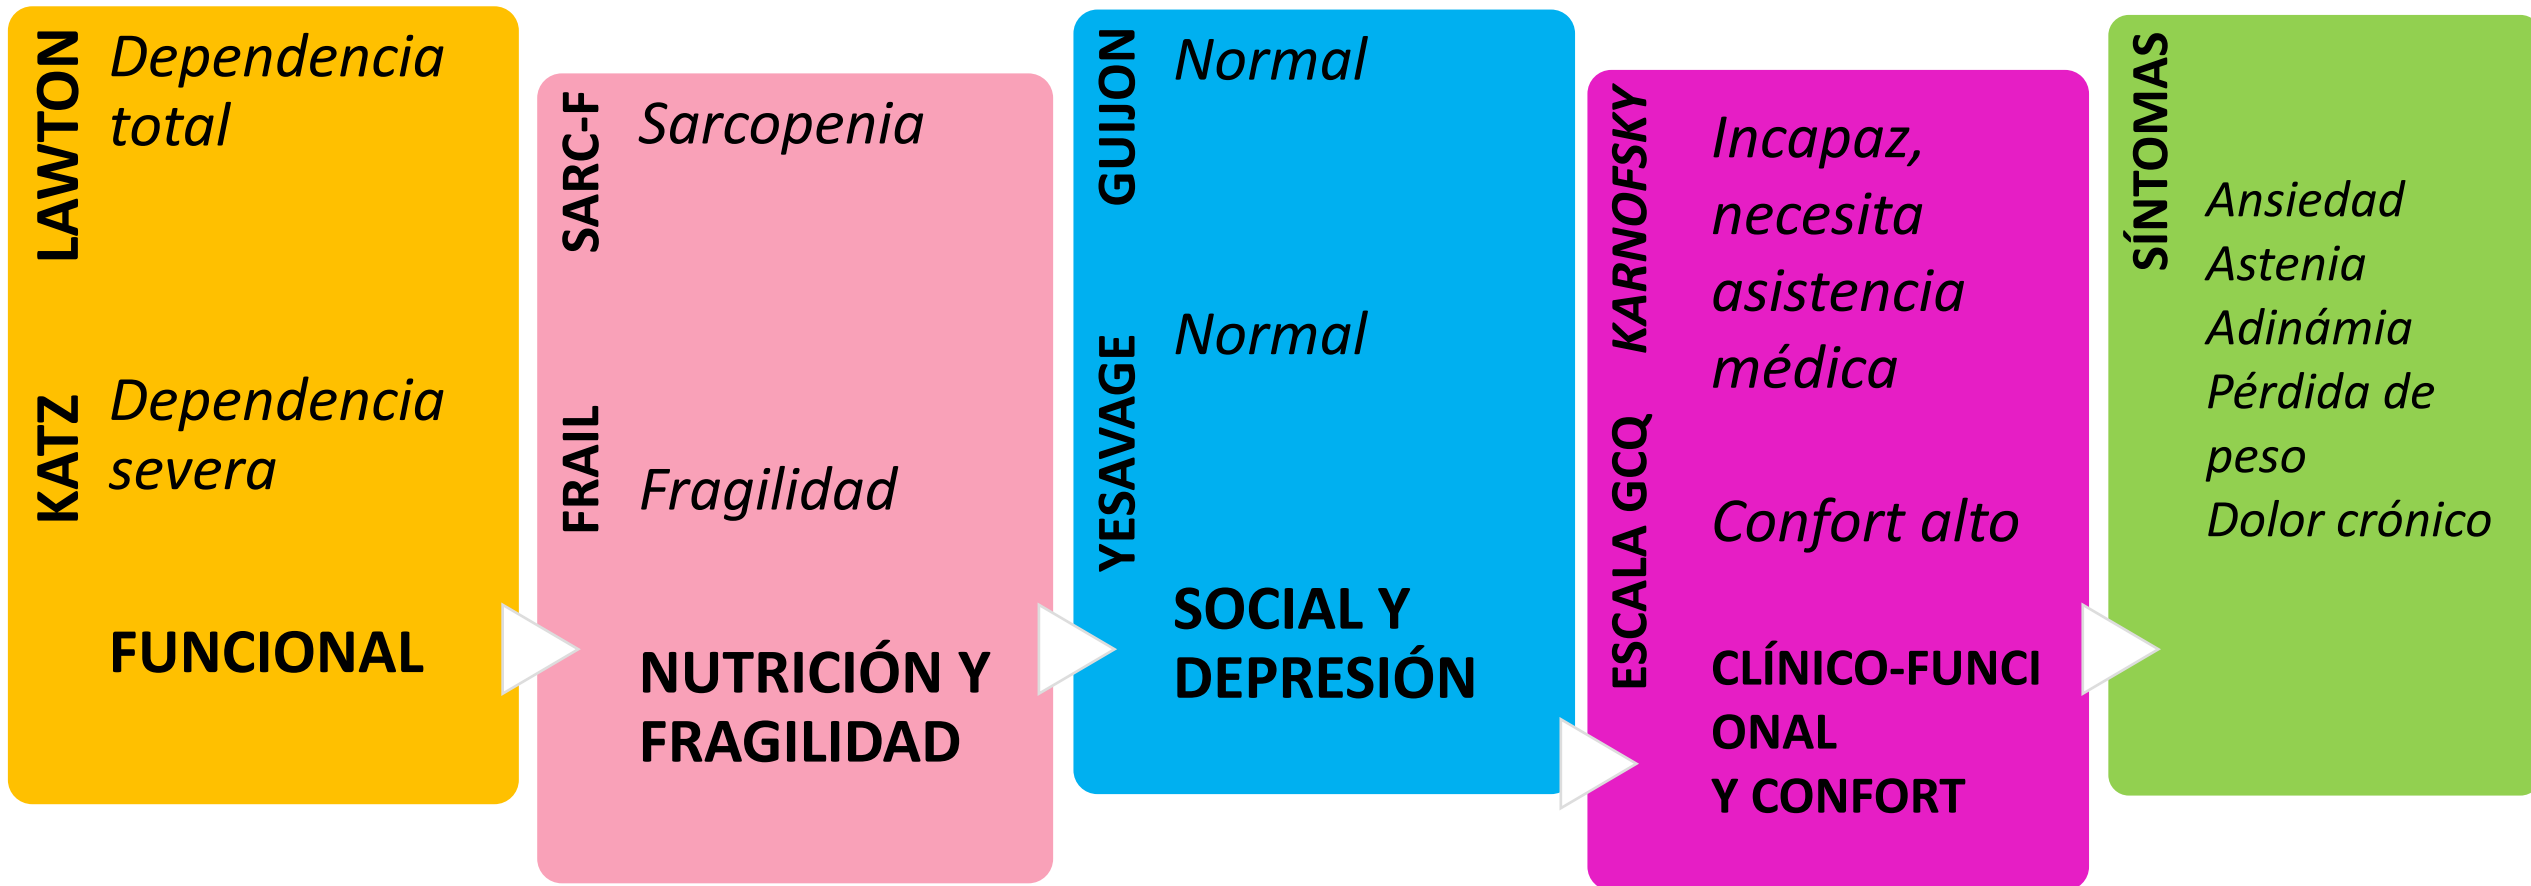 LAWTON
Dependencia
total
KATZ
Dependencia
severa
FUNCIONAL
SARC-F
Sarcopenia
FRAIL
Fragilidad
NUTRICIÓN Y
FRAGILIDAD
GUIJON
Normal
YESAVAGE
Normal
SOCIAL Y
DEPRESIÓN
KARNOFSKY
Incapaz,
necesita
asistencia
médica
ESCALA GCQ
Confort alto
CLÍNICO-FUNCI
ONAL
Y CONFORT
SÍNTOMAS
Ansiedad
Astenia
Adinámia
Pérdida de
peso
Dolor crónico